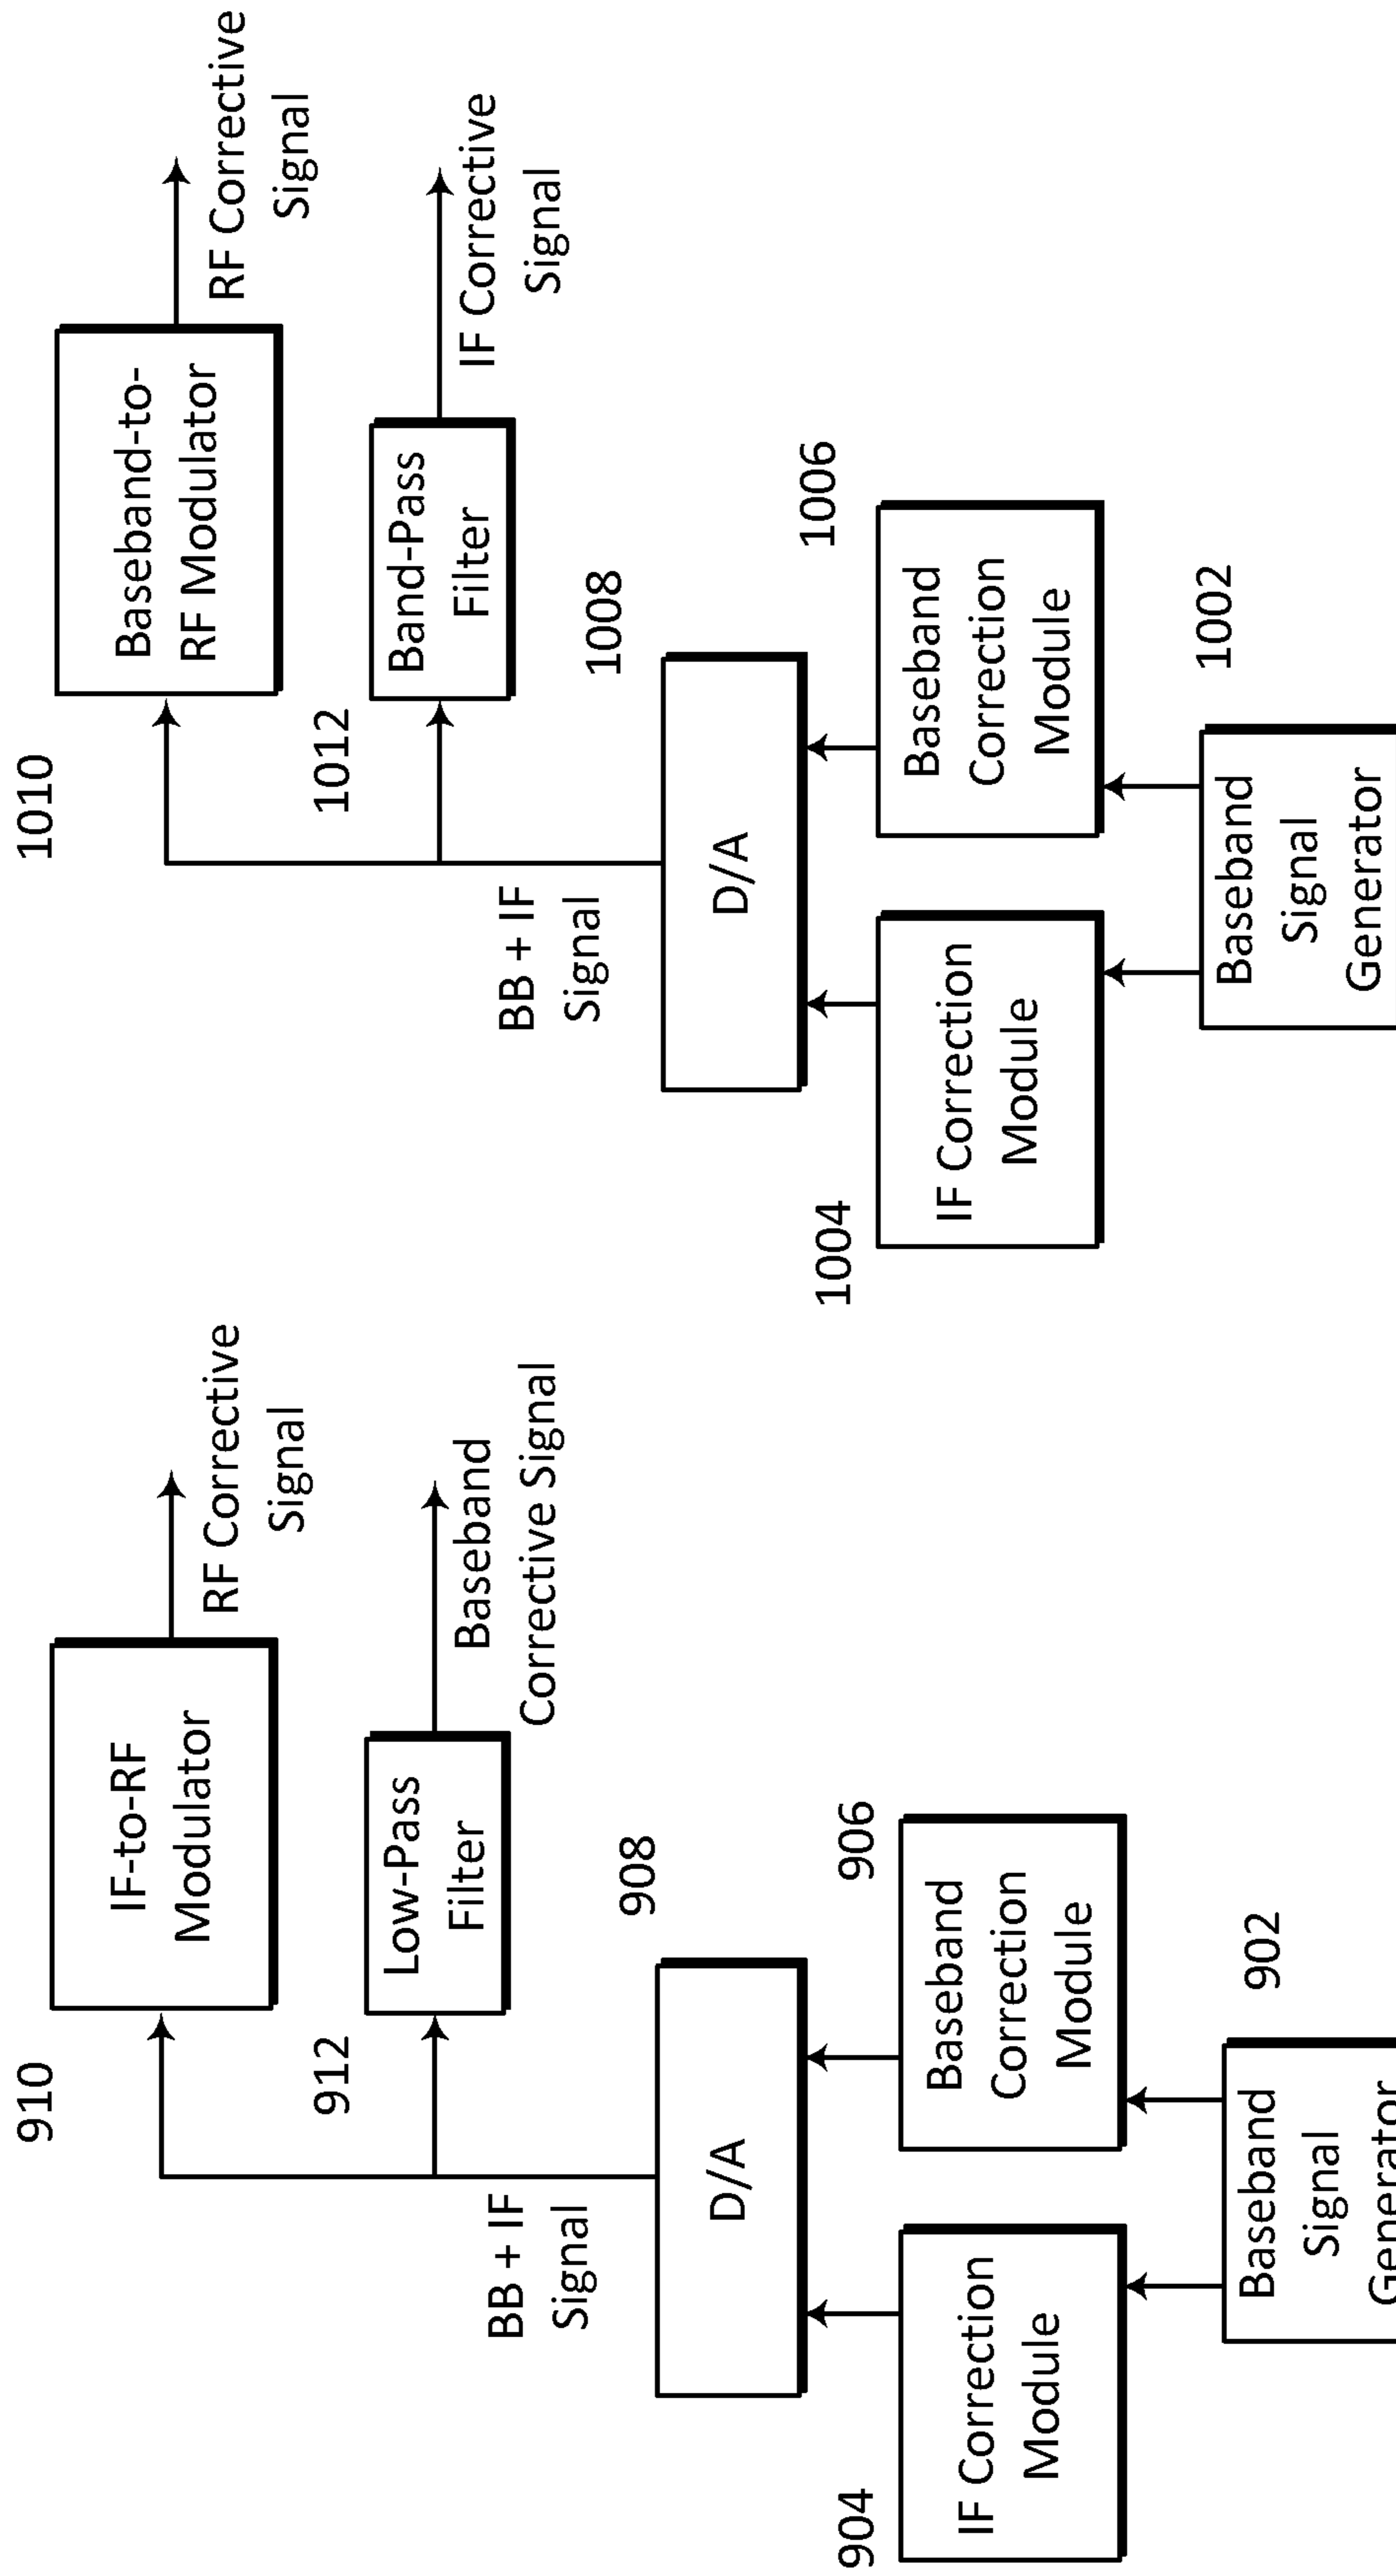 910
IF-to-RF
Modulator
RF Corrective
Signal
912
Low-Pass
Filter
Baseband
Corrective Signal
BB + IF
Signal
908
D/A
904
IF Correction
Module
906
Baseband
Correction
Module
902
Baseband
Signal
Generator
1010
Baseband-to-
RF Modulator
RF Corrective
Signal
1012
Band-Pass
Filter
IF Corrective
Signal
BB + IF
Signal
1008
D/A
1004
IF Correction
Module
1006
Baseband
Correction
Module
1002
Baseband
Signal
Generator